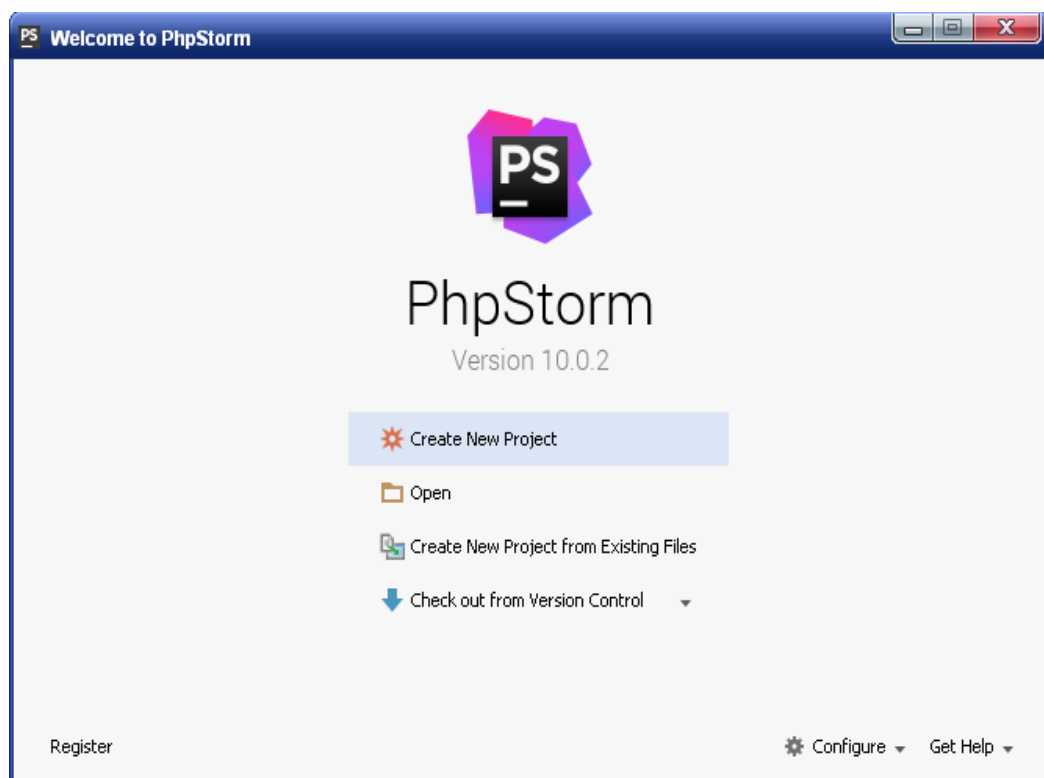 PS Welcome to PhpStorm
PS
PhpStorm
Version 10.0.2
Create New Project
Open
Create New Project from Existing Files
Check out from Version Control
Register
Configure
Get Help